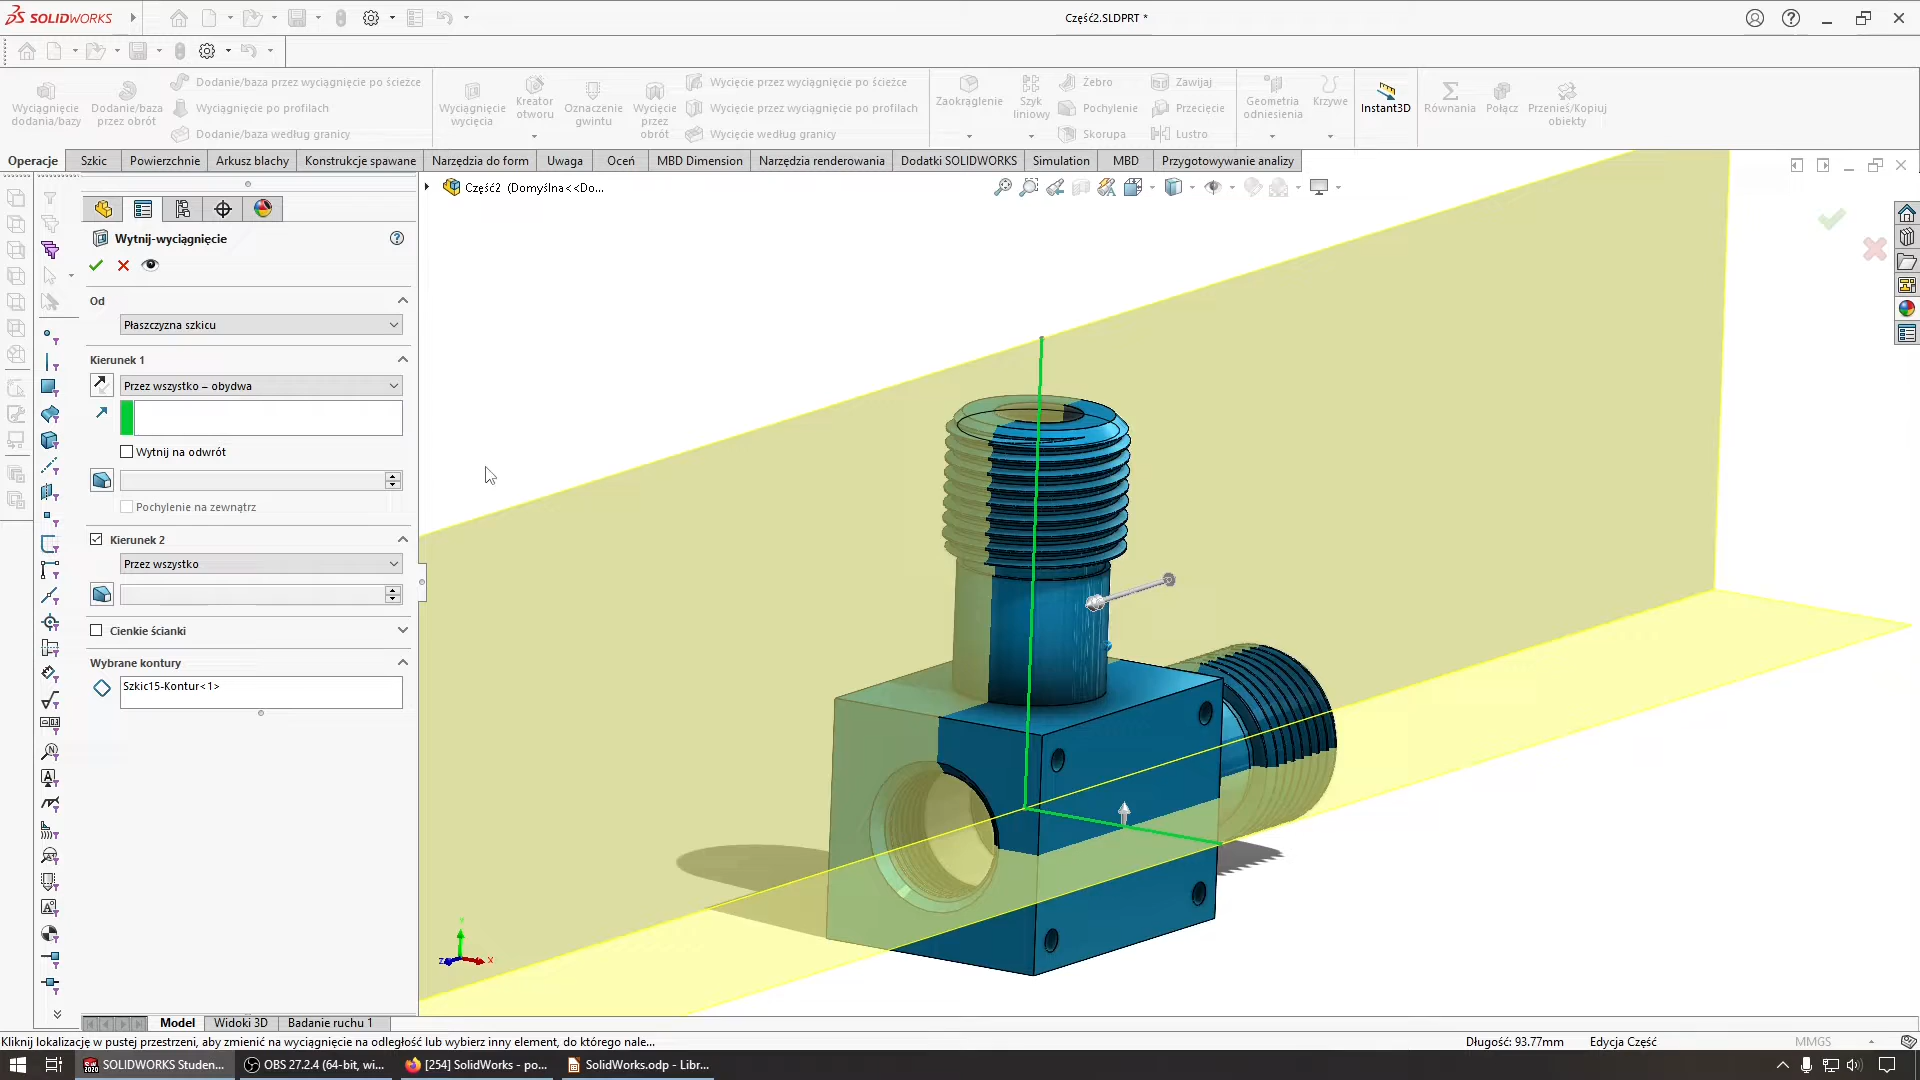 SOLIDWORKS
Część2.SLDPRT *
Wyciągnięcie dodania/bazy
Dodanie/baza przez obrót
Dodanie/baza przez wyciągnięcie po ścieżce
Wyciągnięcie po profilach
Dodanie/baza według granicy
Wyciągnięcie wycięcia
Kreator otworu
Oznaczenie gwintu
Wycięcie przez obrót
Wycięcie przez wyciągnięcie po ścieżce
Wycięcie przez wyciągnięcie po profilach
Wycięcie według granicy
Zaokrąglenie
Szyk liniowy
Żebro
Pochylenie
Skorupa
Zawijaj
Przecięcie
Lustro
Geometria odniesienia
Krzywe
Instant3D
Równania
Połącz
Przenieś/Kopiuj obiekty
Operacje
Szkic
Powierzchnie
Arkusz blachy
Konstrukcje spawane
Narzędzia do form
Uwaga
Oceń
MBD Dimension
Narzędzia renderowania
Dodatki SOLIDWORKS
Simulation
MBD
Przygotowywanie analizy
Część2 (Domyślna<<Do...
Wytnij-wyciągnięcie
Od
Płaszczyzna szkicu
Kierunek 1
Przez wszystko – obydwa
Wytnij na odwrót
Pochylenie na zewnątrz
Kierunek 2
Przez wszystko
Cienkie ścianki
Wybrane kontury
Szkic15-Kontur<1>
Y
Z
X
Model
Widoki 3D
Badanie ruchu 1
Kliknij lokalizację w pustej przestrzeni, aby zmienić na wyciągnięcie na odległość lub wybierz inny element, do którego nale...
Długość: 93.77mm
Edycja Część
MMGS
SOLIDWORKS Studen...
OBS 27.2.4 (64-bit, wi...
[254] SolidWorks - po...
SolidWorks.odp - Libr...